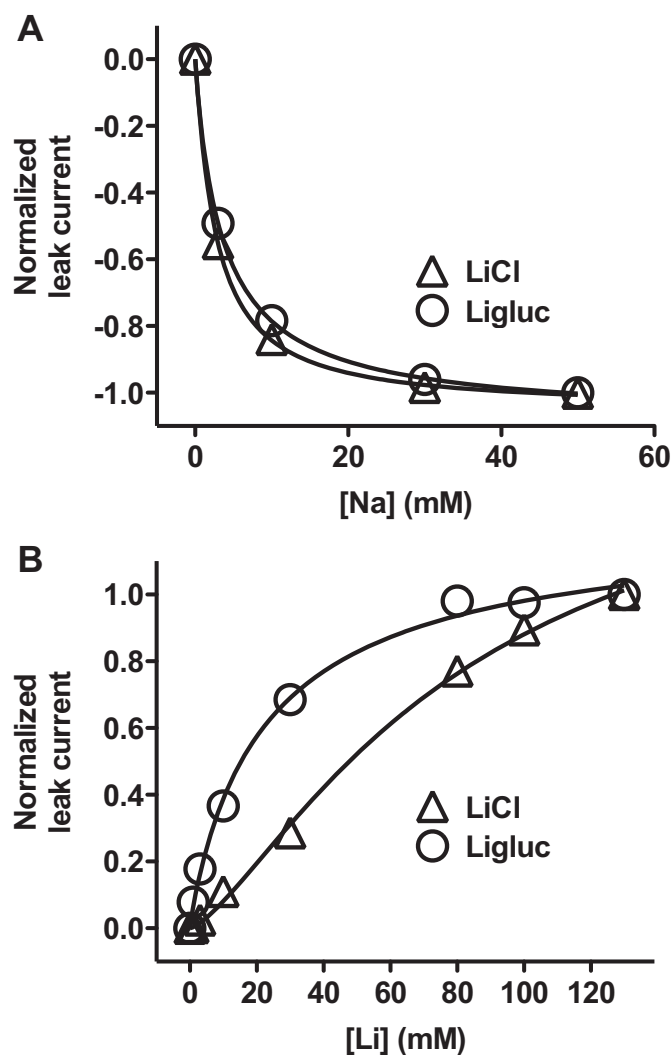 A
Normalized
leak current
0.0
-0.2
-0.4
-0.6
-0.8
-1.0
LiCl
Ligluc
0
20
40
60
[Na] (mM)
B
Normalized
leak current
1.0
0.8
0.6
0.4
0.2
0.0
LiCl
Ligluc
0
20
40
60
80
100
120
[Li] (mM)